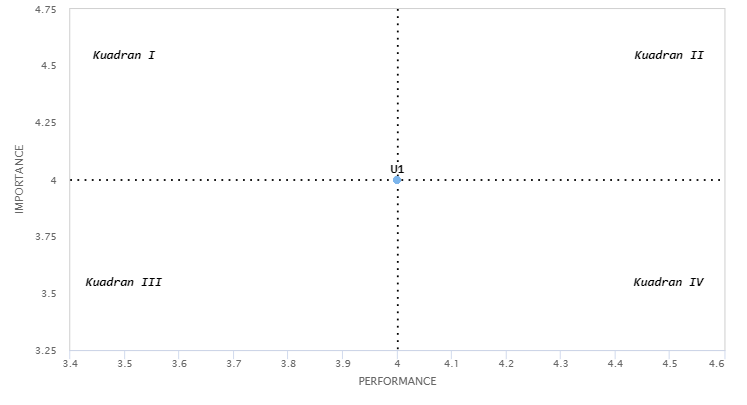 4.75
Kuadran I
Kuadran II
4.5
4.25
IMPORTANCE
U1
4
3.75
Kuadran III
Kuadran IV
3.5
3.25
3.4 3.5 3.6 3.7 3.8 3.9 4 4.1 4.2 4.3 4.4 4.5 4.6
PERFORMANCE